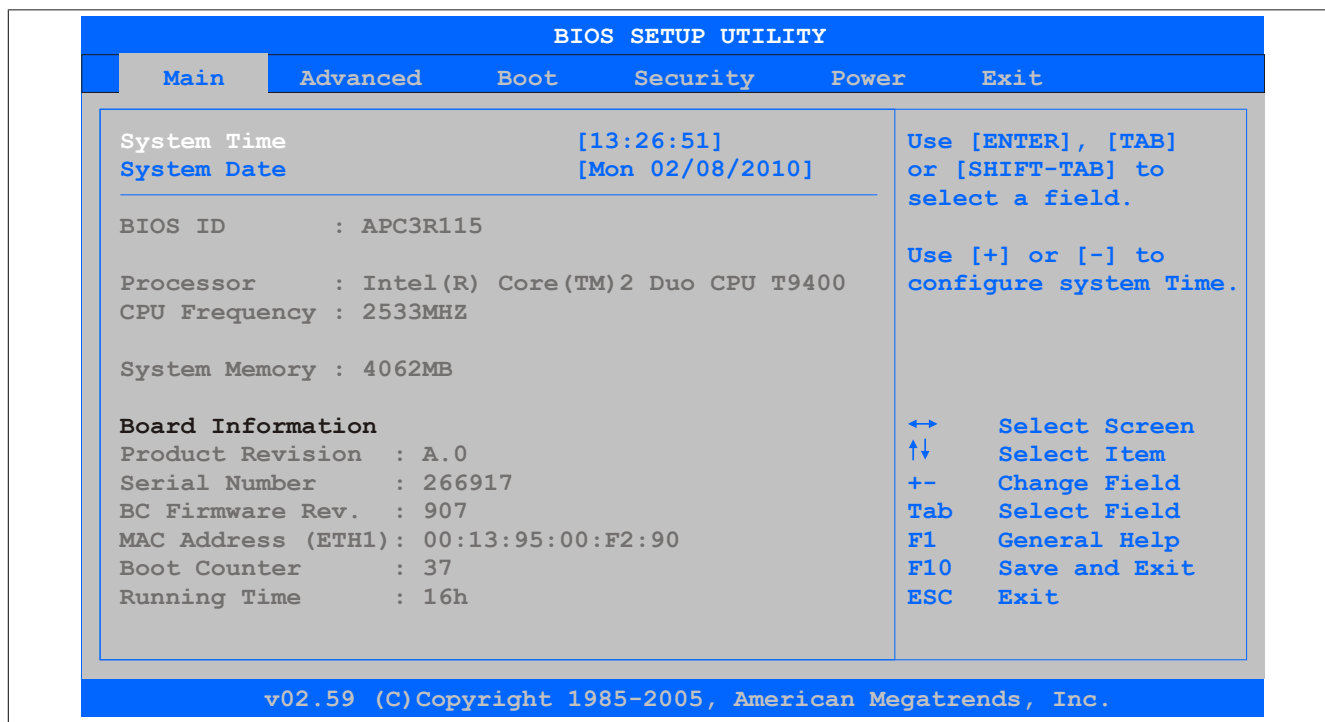 BIOS SETUP UTILITY
Main Advanced Boot Security Power Exit
System Time [13:26:51]
System Date [Mon 02/08/2010]
BIOS ID : APC3R115
Processor : Intel(R) Core(TM)2 Duo CPU T9400
CPU Frequency : 2533MHZ
System Memory : 4062MB
Board Information
Product Revision : A.0
Serial Number : 266917
BC Firmware Rev. : 907
MAC Address (ETH1): 00:13:95:00:F2:90
Boot Counter : 37
Running Time : 16h
Use [ENTER], [TAB]
or [SHIFT-TAB] to
select a field.
Use [+] or [-] to
configure system Time.
↔ Select Screen
↑↓ Select Item
+- Change Field
Tab Select Field
F1 General Help
F10 Save and Exit
ESC Exit
v02.59 (C)Copyright 1985-2005, American Megatrends, Inc.